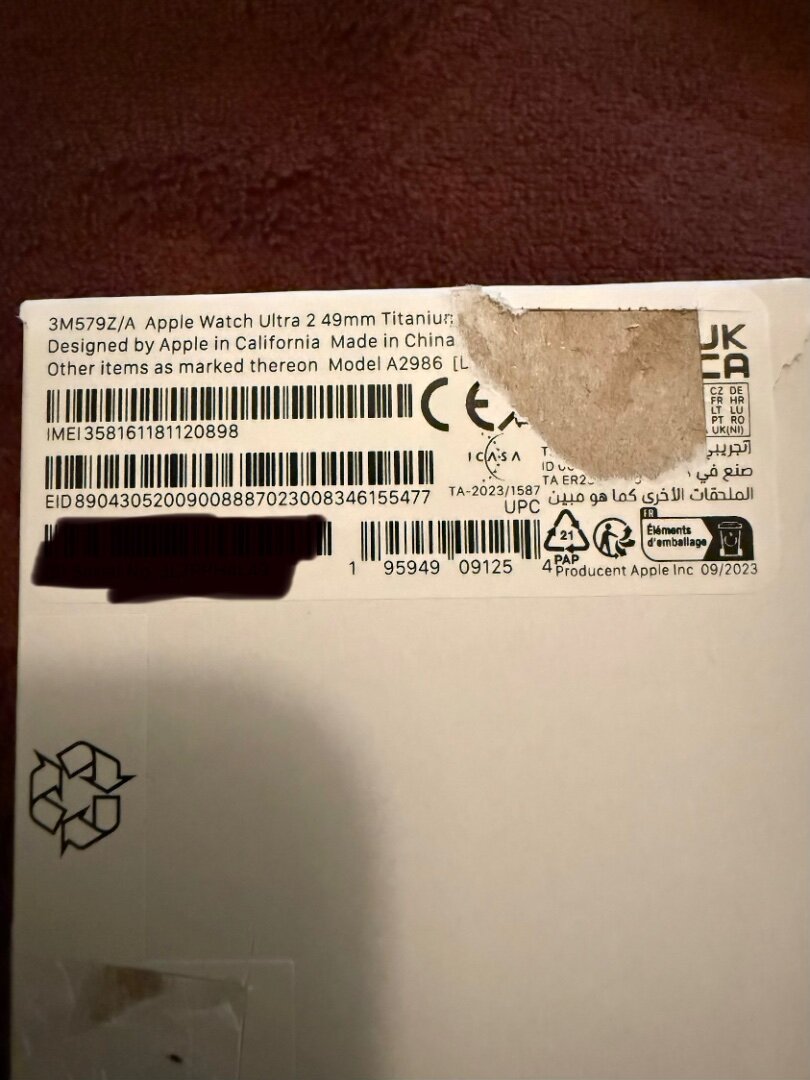 3M579Z/A Apple Watch Ultra 2 49mm
Designed by Apple in California Made in China
Other items as marked thereon Model A2986
IMEI 358161181120898
EID 89043052009008887023008346155477
CE
UK
CA
CZ DE
FR HR
LT LU
PT RO
UK(NI)
ICASA
TA-2023/1587
صنع في
الملحقات الأخرى كما هو مبين
UPC
1 95949 09125 4
21
PAP
FR
Éléments
d'emballage
Producent Apple Inc 09/2023